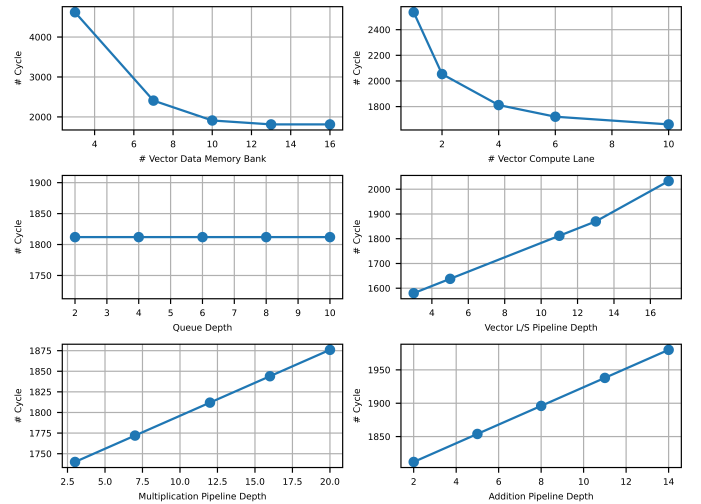 # Cycle
4000
3000
2000
4 6 8 10 12 14 16
# Vector Data Memory Bank
# Cycle
2400
2200
2000
1800
2 4 6 8 10
# Vector Compute Lane
# Cycle
1900
1850
1800
1750
2 3 4 5 6 7 8 9 10
Queue Depth
# Cycle
2000
1900
1800
1700
1600
4 6 8 10 12 14 16
Vector L/S Pipeline Depth
# Cycle
1875
1850
1825
1800
1775
1750
2.5 5.0 7.5 10.0 12.5 15.0 17.5 20.0
Multiplication Pipeline Depth
# Cycle
1950
1900
1850
2 4 6 8 10 12 14
Addition Pipeline Depth